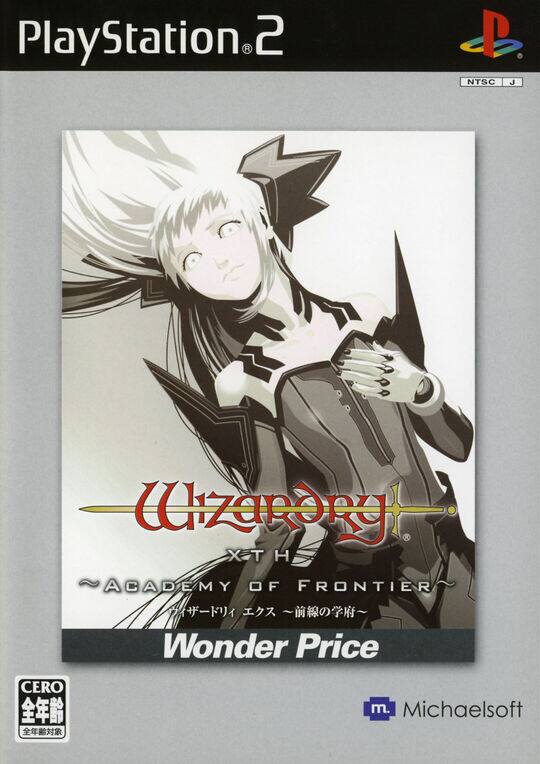 PlayStation®2
NTSC J
Wizardry®
XTH
~ACADEMY OF FRONTIER~
ウィザードリィ エクス ~前線の学府~
Wonder Price
CERO
全年齢
全年齢対象
m.
Michaelsoft